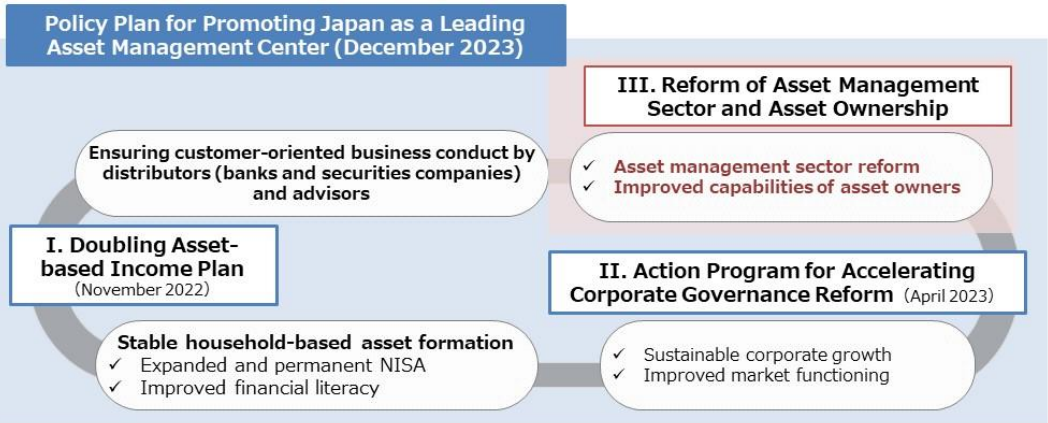 Policy Plan for Promoting Japan as a Leading
Asset Management Center (December 2023)
III. Reform of Asset Management
Sector and Asset Ownership
Ensuring customer-oriented business conduct by
distributors (banks and securities companies)
and advisors
✓ Asset management sector reform
✓ Improved capabilities of asset owners
I. Doubling Asset-
based Income Plan
(November 2022)
II. Action Program for Accelerating
Corporate Governance Reform (April 2023)
Stable household-based asset formation
✓ Expanded and permanent NISA
✓ Improved financial literacy
✓ Sustainable corporate growth
✓ Improved market functioning